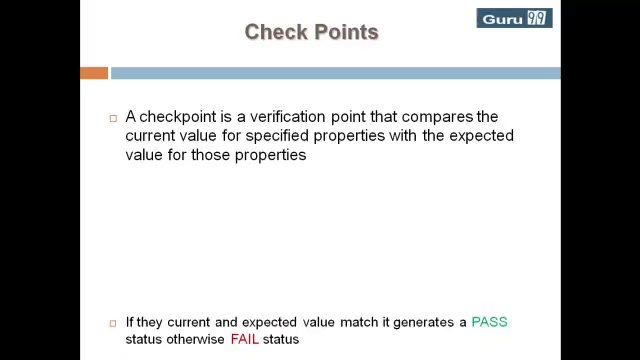 Check Points
Guru 99
A checkpoint is a verification point that compares the
current value for specified properties with the expected
value for those properties
If they current and expected value match it generates a PASS
status otherwise FAIL status